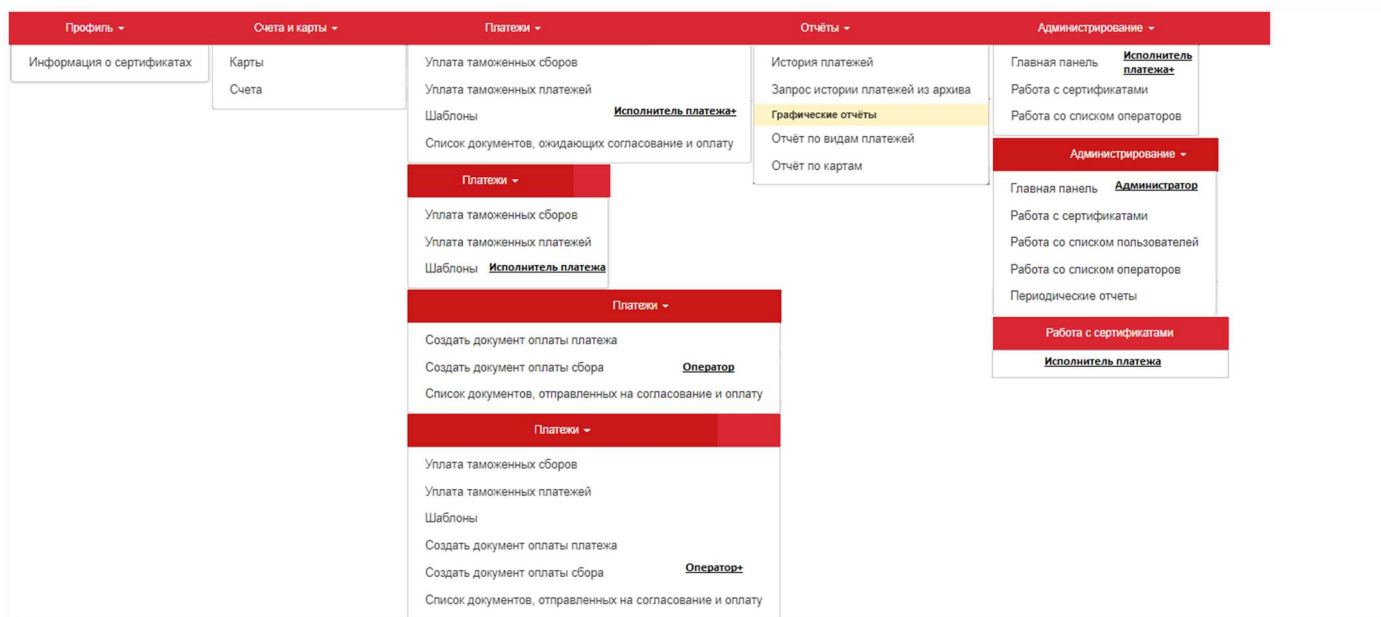 Профиль
Информация о сертификатах
Счета и карты
Карты
Счета
Платежи
Уплата таможенных сборов
Уплата таможенных платежей
Шаблоны
Исполнитель платежа+
Список документов, ожидающих согласование и оплату
Платежи
Уплата таможенных сборов
Уплата таможенных платежей
Шаблоны Исполнитель платежа
Платежи
Создать документ оплаты платежа
Создать документ оплаты сбора Оператор
Список документов, отправленных на согласование и оплату
Платежи
Уплата таможенных сборов
Уплата таможенных платежей
Шаблоны
Создать документ оплаты платежа
Создать документ оплаты сбора Оператор+
Список документов, отправленных на согласование и оплату
Отчёты
История платежей
Запрос истории платежей из архива
Графические отчёты
Отчёт по видам платежей
Отчёт по картам
Администрирование
Главная панель
Исполнитель
платежа+
Работа с сертификатами
Работа со списком операторов
Администрирование
Главная панель Администратор
Работа с сертификатами
Работа со списком пользователей
Работа со списком операторов
Периодические отчеты
Работа с сертификатами
Исполнитель платежа